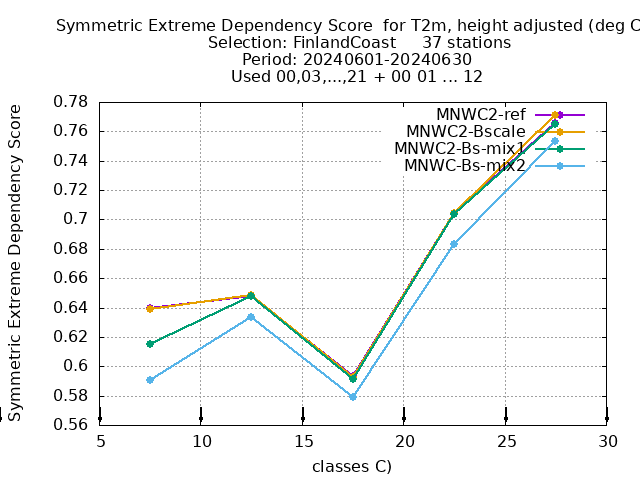 Symmetric Extreme Dependency Score  for T2m, height adjusted (deg
Selection: FinlandCoast     37 stations
Period: 20240601-20240630
Used 00,03,...,21 + 00 01 ... 12
Symmetric Extreme Dependency Score
0.78
0.76
0.74
0.72
0.7
0.68
0.66
0.64
0.62
0.6
0.58
0.56
MNWC2-ref
MNWC2-Bscale
MNWC2-Bs-mix1
MNWC-Bs-mix2
5
10
15
20
25
30
classes C)